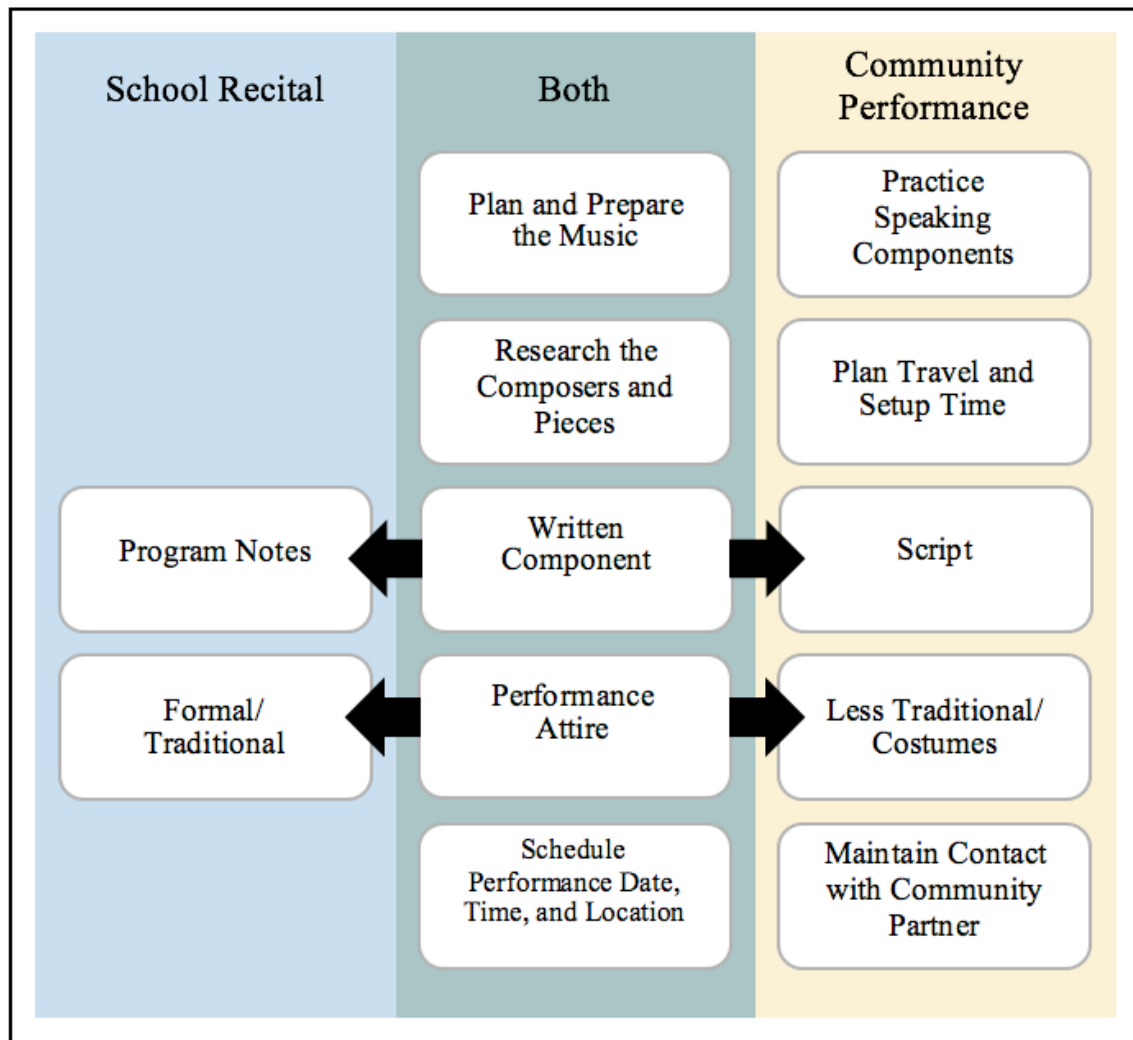 School Recital
Both
Community
Performance
Plan and Prepare
the Music
Practice
Speaking
Components
Research the
Composers and
Pieces
Plan Travel and
Setup Time
Program Notes
Written
Component
Script
Formal/
Traditional
Performance
Attire
Less Traditional/
Costumes
Schedule
Performance Date,
Time, and Location
Maintain Contact
with Community
Partner